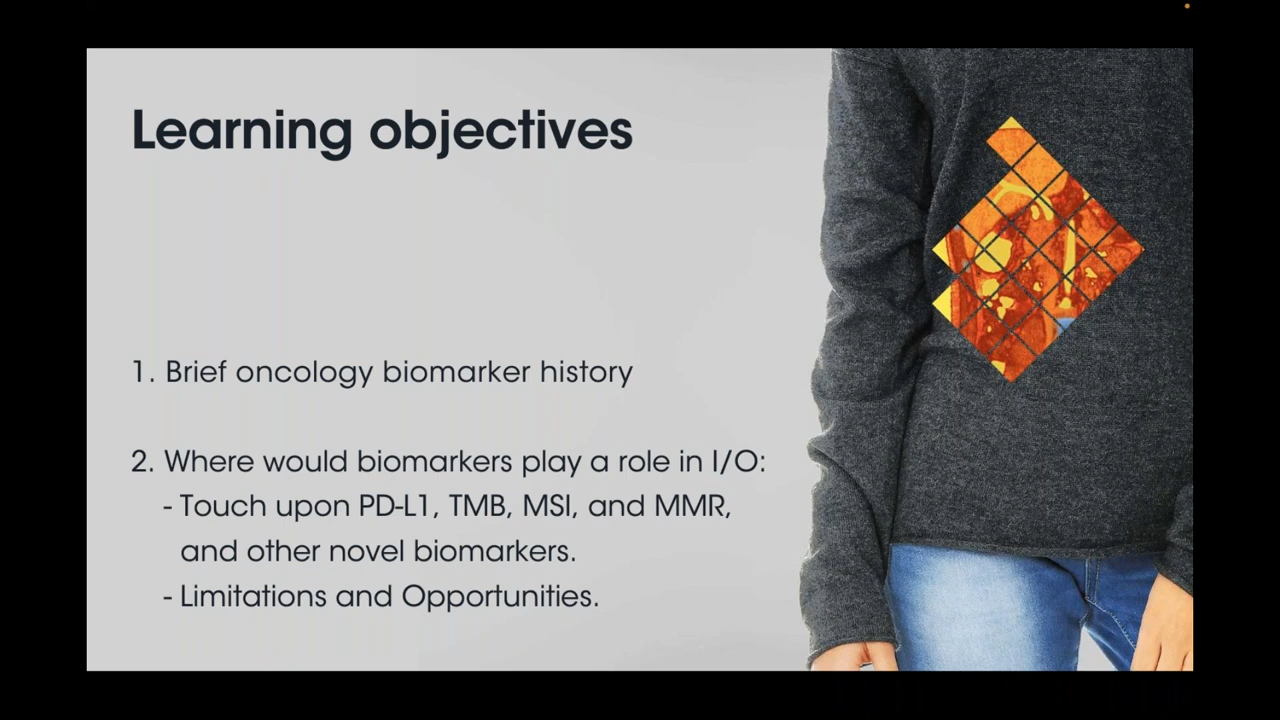 Learning objectives
1. Brief oncology biomarker history
2. Where would biomarkers play a role in I/O:
- Touch upon PD-L1, TMB, MSI, and MMR,
and other novel biomarkers.
- Limitations and Opportunities.